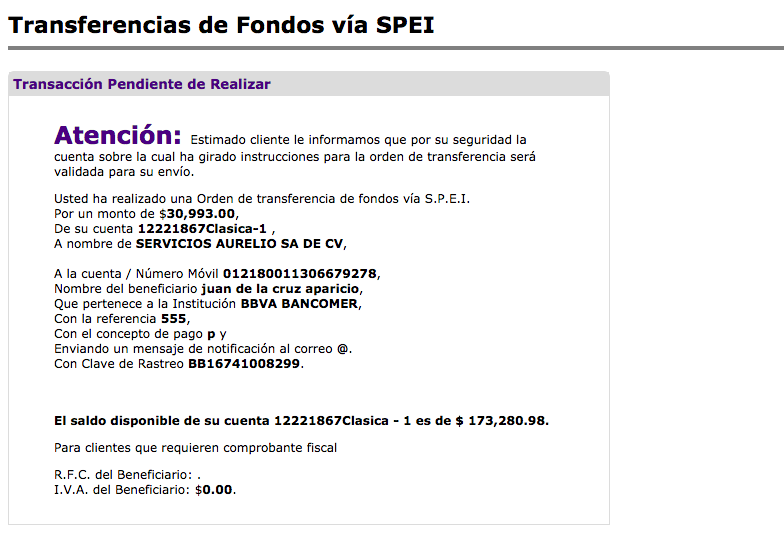 Transferencias de Fondos vía SPEI
Transacción Pendiente de Realizar
Atención: Estimado cliente le informamos que por su seguridad la
cuenta sobre la cual ha girado instrucciones para la orden de transferencia será
validada para su envío.
Usted ha realizado una Orden de transferencia de fondos vía S.P.E.I.
Por un monto de $30,993.00,
De su cuenta 12221867Clasica-1 ,
A nombre de SERVICIOS AURELIO SA DE CV,
A la cuenta / Número Móvil 012180011306679278,
Nombre del beneficiario juan de la cruz aparicio,
Que pertenece a la Institución BBVA BANCOMER,
Con la referencia 555,
Con el concepto de pago p y
Enviando un mensaje de notificación al correo @.
Con Clave de Rastreo BB16741008299.
El saldo disponible de su cuenta 12221867Clasica - 1 es de $ 173,280.98.
Para clientes que requieren comprobante fiscal
R.F.C. del Beneficiario: .
I.V.A. del Beneficiario: $0.00.